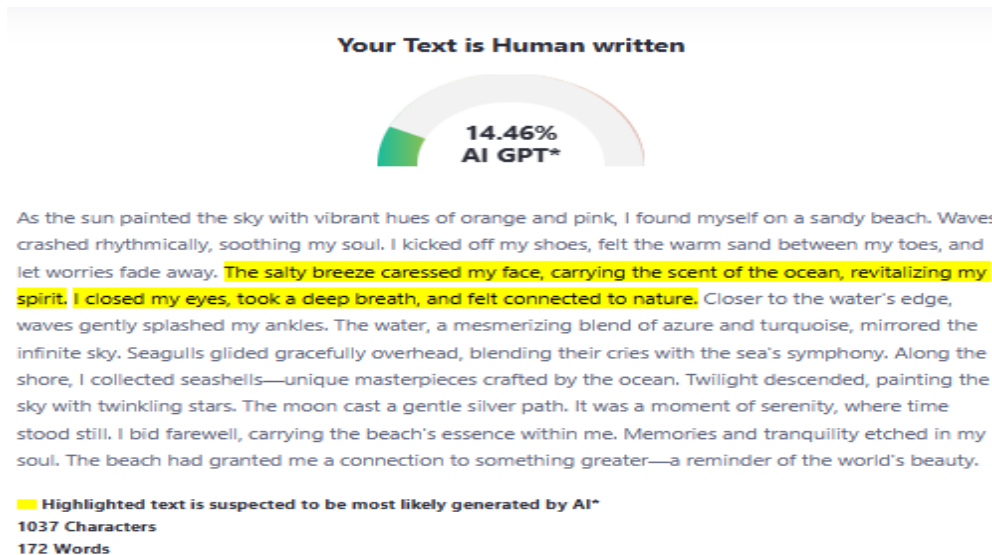 Your Text is Human written
14.46%
AI GPT*
As the sun painted the sky with vibrant hues of orange and pink, I found myself on a sandy beach. Waves
crashed rhythmically, soothing my soul. I kicked off my shoes, felt the warm sand between my toes, and
let worries fade away. The salty breeze caressed my face, carrying the scent of the ocean, revitalizing my
spirit. I closed my eyes, took a deep breath, and felt connected to nature. Closer to the water's edge,
waves gently splashed my ankles. The water, a mesmerizing blend of azure and turquoise, mirrored the
infinite sky. Seagulls glided gracefully overhead, blending their cries with the sea's symphony. Along the
shore, I collected seashells—unique masterpieces crafted by the ocean. Twilight descended, painting the
sky with twinkling stars. The moon cast a gentle silver path. It was a moment of serenity, where time
stood still. I bid farewell, carrying the beach's essence within me. Memories and tranquility etched in my
soul. The beach had granted me a connection to something greater—a reminder of the world's beauty.
Highlighted text is suspected to be most likely generated by AI*
1037 Characters
172 Words